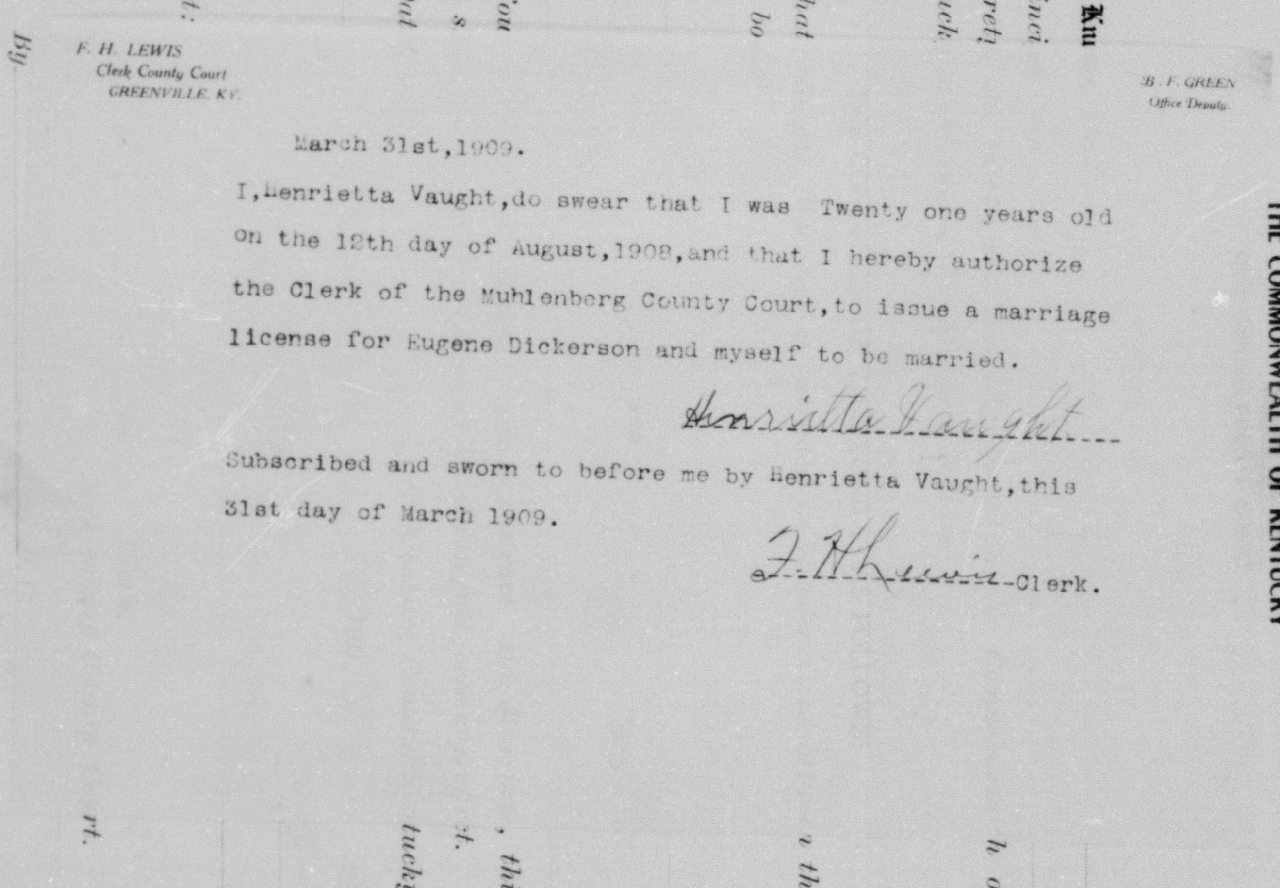 F. H. LEWIS
Clerk County Court
GREENVILLE, KY.
B. F. GREEN
Office Deputy.
March 31st,1909.
I,Henrietta Vaught,do swear that I was Twenty one years old
on the 12th day of August,1908,and that I hereby authorize
the Clerk of the Muhlenberg County Court,to issue a marriage
license for Eugene Dickerson and myself to be married.
Henrietta Vaught
Subscribed and sworn to before me by Henrietta Vaught,this
31st day of March 1909.
F. H Lewis Clerk.
THE COMMONWEALTH OF KENTUCKY
By